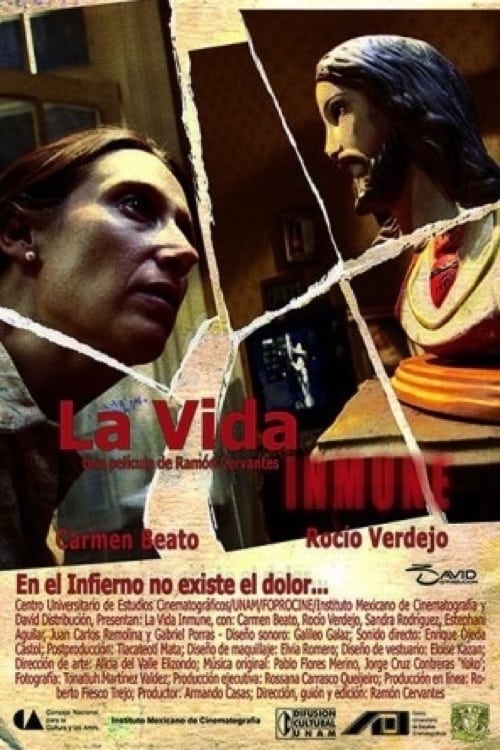 La Vida
Una película de Ramón Cervantes
INMUNE
Carmen Beato
Rocío Verdejo
En el Infierno no existe el dolor...
DAVID
Centro Universitario de Estudios Cinematográficos/UNAM/FOPROCINE/Instituto Mexicano de Cinematografía y
David Distribución, Presentan: La Vida Inmune, con: Carmen Beato, Rocío Verdejo, Sandra Rodríguez, Estephani
Aguilar, Juan Carlos Remolina y Gabriel Porras - Diseño sonoro: Galileo Galaz; Sonido directo: Enrique Ojeda
Castol; Postproducción: Tlacateotl Mata; Diseño de maquillaje: Elvia Romero; Diseño de vestuario: Eloise Kazan;
Dirección de arte: Alicia del Valle Elizondo; Música original: Pablo Flores Merino, Jorge Cruz Contreras 'Yoko';
Fotografía: Tonatiuh Martínez Valdez; Producción ejecutiva: Rossana Carrasco Queijeiro; Producción en línea: Ro-
berto Fiesco Trejo; Productor: Armando Casas; Dirección, guión y edición: Ramón Cervantes
Consejo Nacional
para la
Cultura y las Artes
Instituto Mexicano de Cinematografía
DIFUSION
CULTURAL
UNAM